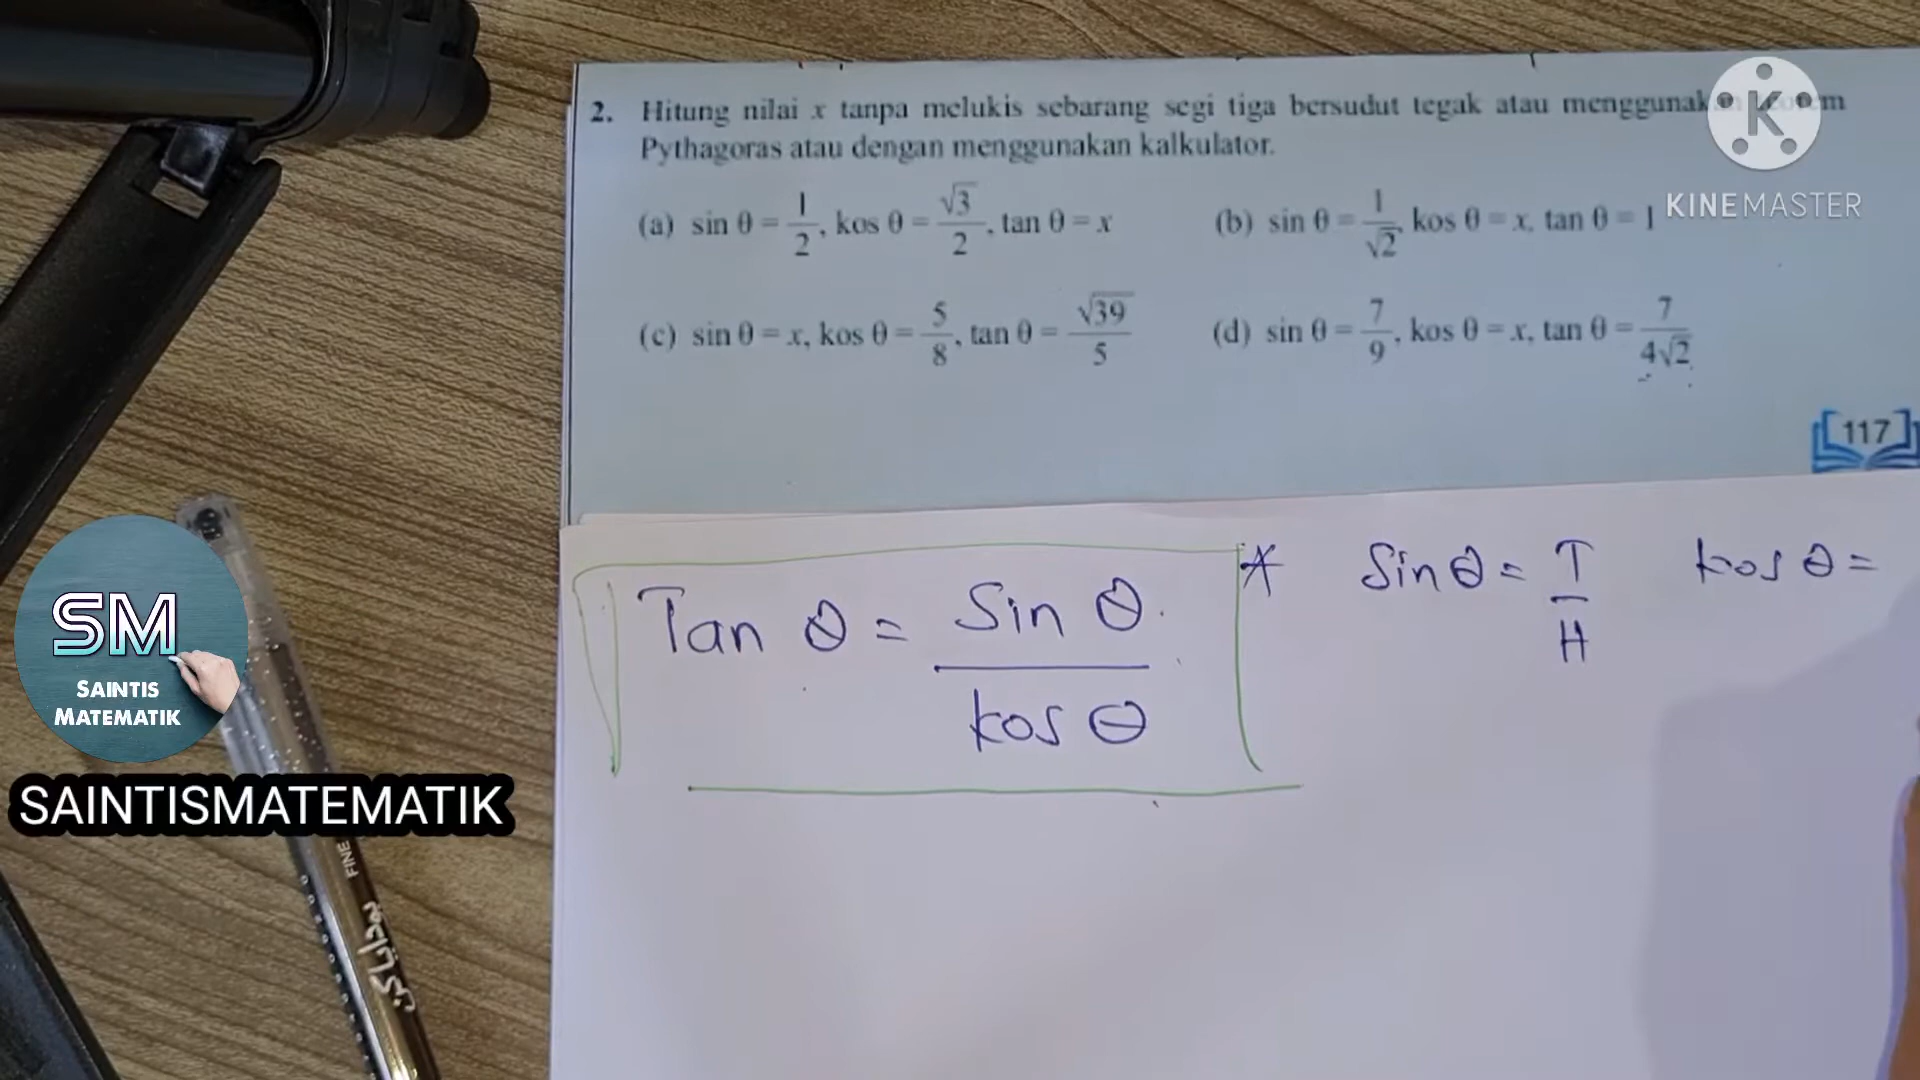 2. Hitung nilai x tanpa melukis sebarang segi tiga bersudut tegak atau menggunakan teorem
Pythagoras atau dengan menggunakan kalkulator.
(a) sin θ = 1/2, kos θ = √3/2, tan θ = x
(b) sin θ = 1/√2, kos θ = x, tan θ = 1
(c) sin θ = x, kos θ = 5/8, tan θ = √39/5
(d) sin θ = 7/9, kos θ = x, tan θ = 7/4√2
117
Tan θ = Sin θ / kos θ
* Sin θ = T/H kos θ =
K
KINEMASTER
SM
SAINTIS
MATEMATIK
SAINTISMATEMATIK
FINE